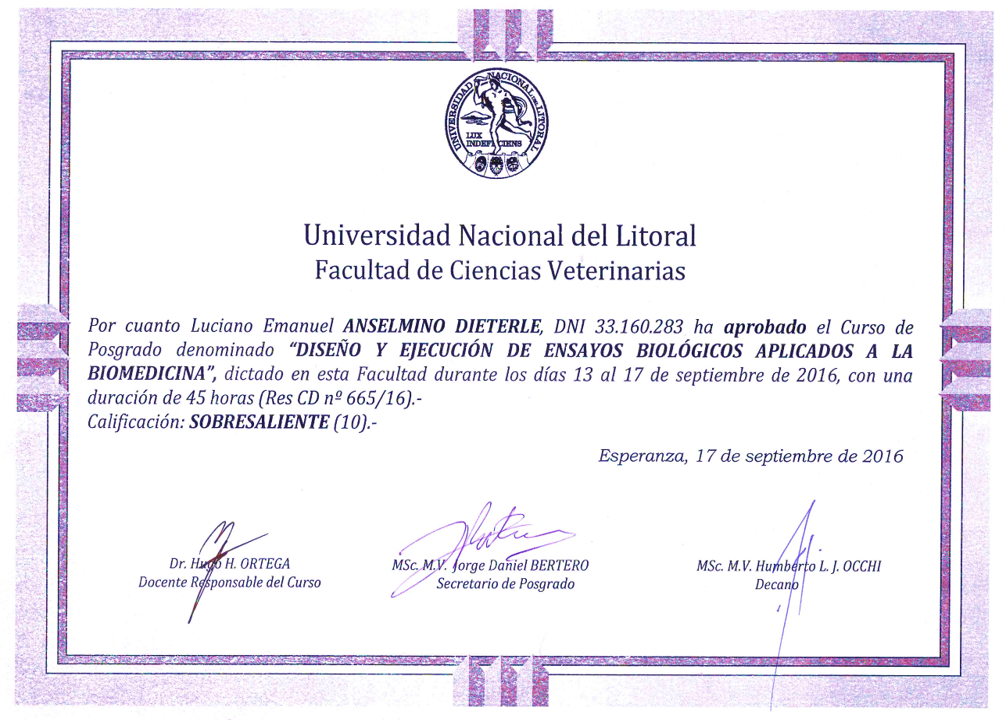 UNIVERSIDAD NACIONAL DEL LITORAL
LUX
INDEFICIENS
Universidad Nacional del Litoral
Facultad de Ciencias Veterinarias
Por cuanto Luciano Emanuel ANSELMINO DIETERLE, DNI 33.160.283 ha aprobado el Curso de
Posgrado denominado “DISEÑO Y EJECUCIÓN DE ENSAYOS BIOLÓGICOS APLICADOS A LA
BIOMEDICINA”, dictado en esta Facultad durante los días 13 al 17 de septiembre de 2016, con una
duración de 45 horas (Res CD nº 665/16).-
Calificación: SOBRESALIENTE (10).-
Esperanza, 17 de septiembre de 2016
Dr. Hugo H. ORTEGA
Docente Responsable del Curso
MSc. M.V. Jorge Daniel BERTERO
Secretario de Posgrado
MSc. M.V. Humberto L. J. OCCHI
Decano